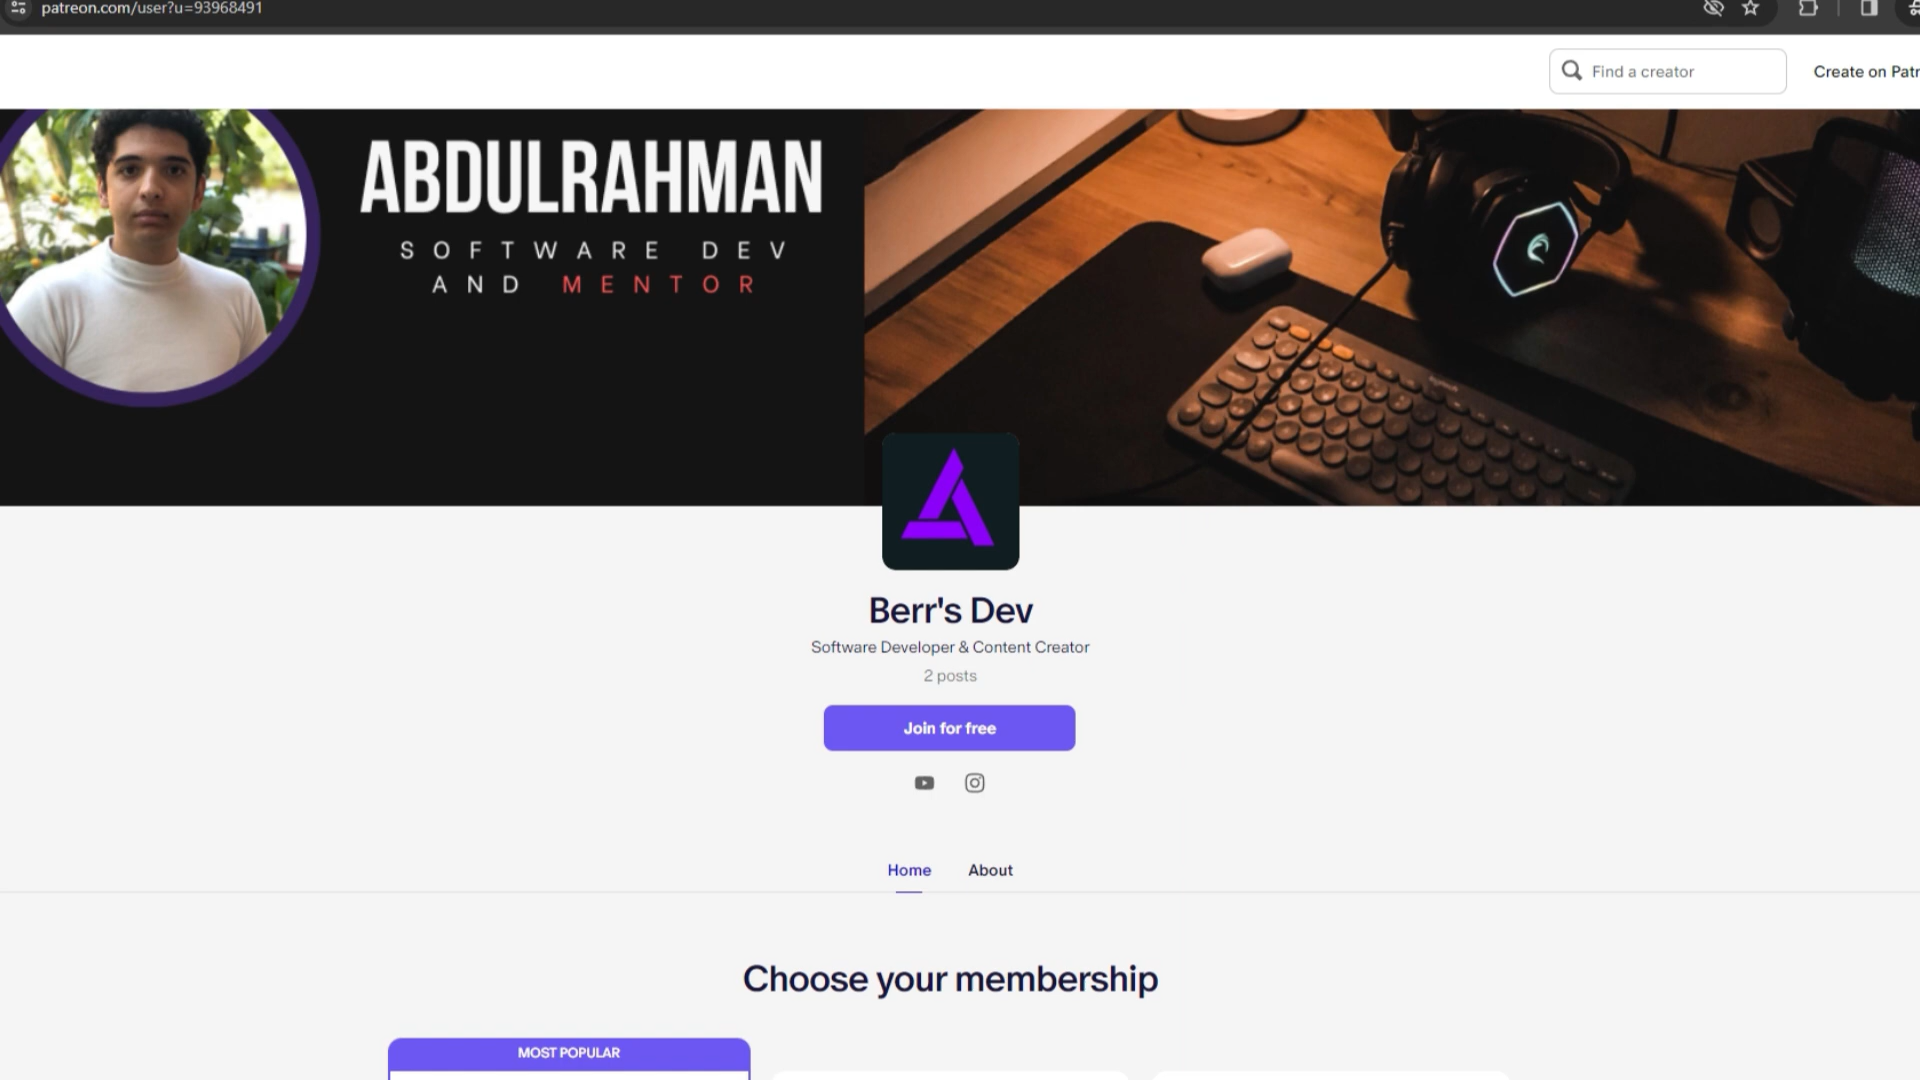 patreon.com/user?u=93968491
Find a creator
Create on Patr
ABDULRAHMAN
SOFTWARE DEV
AND MENTOR
Berr's Dev
Software Developer & Content Creator
2 posts
Join for free
Home
About
Choose your membership
MOST POPULAR